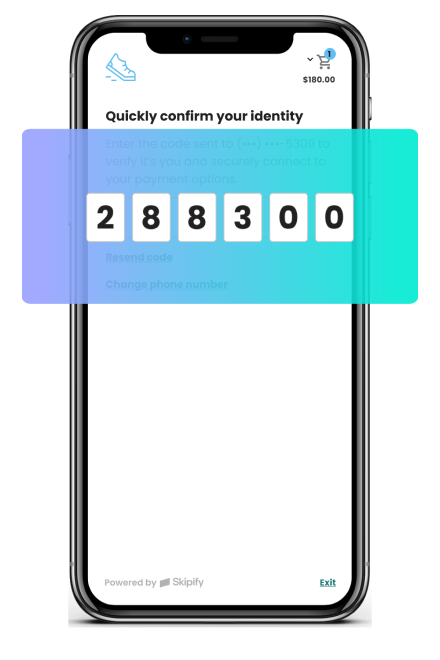 1
$180.00
Quickly confirm your identity
Enter the code sent to (•••) •••-5309 to
verify it's you and securely connect to
your payment options.
2 8 8 3 0 0
Resend code
Change phone number
Powered by Skipify
Exit